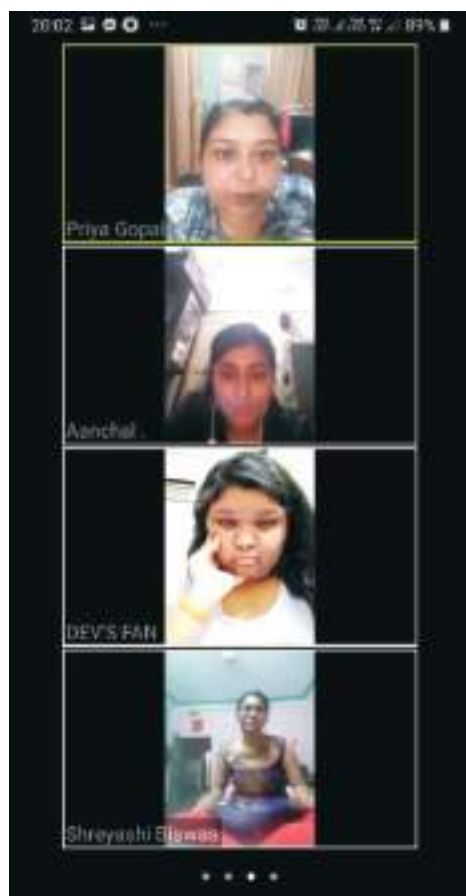 20:02 ... 89%
Priya Gopal
Aanchal .
DEV'S FAN
Shreyashi Biswas